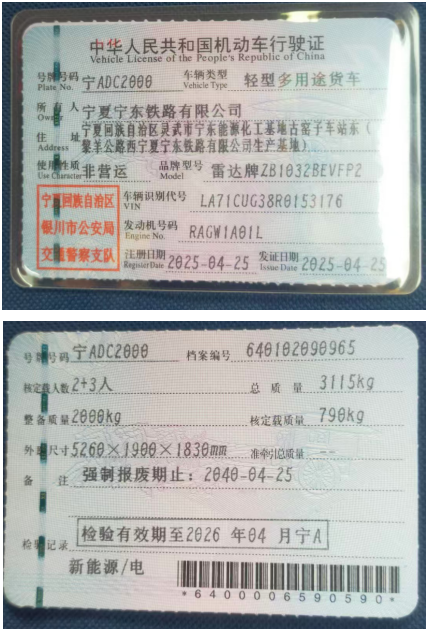 中华人民共和国机动车行驶证
Vehicle License of the People's Republic of China
号牌号码 宁ADC2000 车辆类型 轻型多用途货车
Plate No. Vehicle Type
所有人 宁夏宁东铁路有限公司
Owner
住址 宁夏回族自治区灵武市宁东能源化工基地古窑子车站东(
Address 黎羊公路西宁夏宁东铁路有限公司生产基地)
使用性质 非营运 品牌型号 雷达牌ZB1032BEVFP2
Use Character Model
宁夏回族自治区
银川市公安局
交通警察支队
车辆识别代号 LA71CUG38R0153176
VIN
发动机号码 RAGW1A01L
Engine No.
注册日期 2025-04-25 发证日期 2025-04-25
Register Date Issue Date
号牌号码 宁ADC2000 档案编号 640102090965
核定载人数 2+3人 总质量 3115kg
整备质量 2000kg 核定载质量 790kg
外廓尺寸 5260×1900×1830mm 准牵引总质量 --
备注 强制报废期止：2040-04-25
检验记录 检验有效期至2026年04月宁A
新能源/电
*6400006590590*